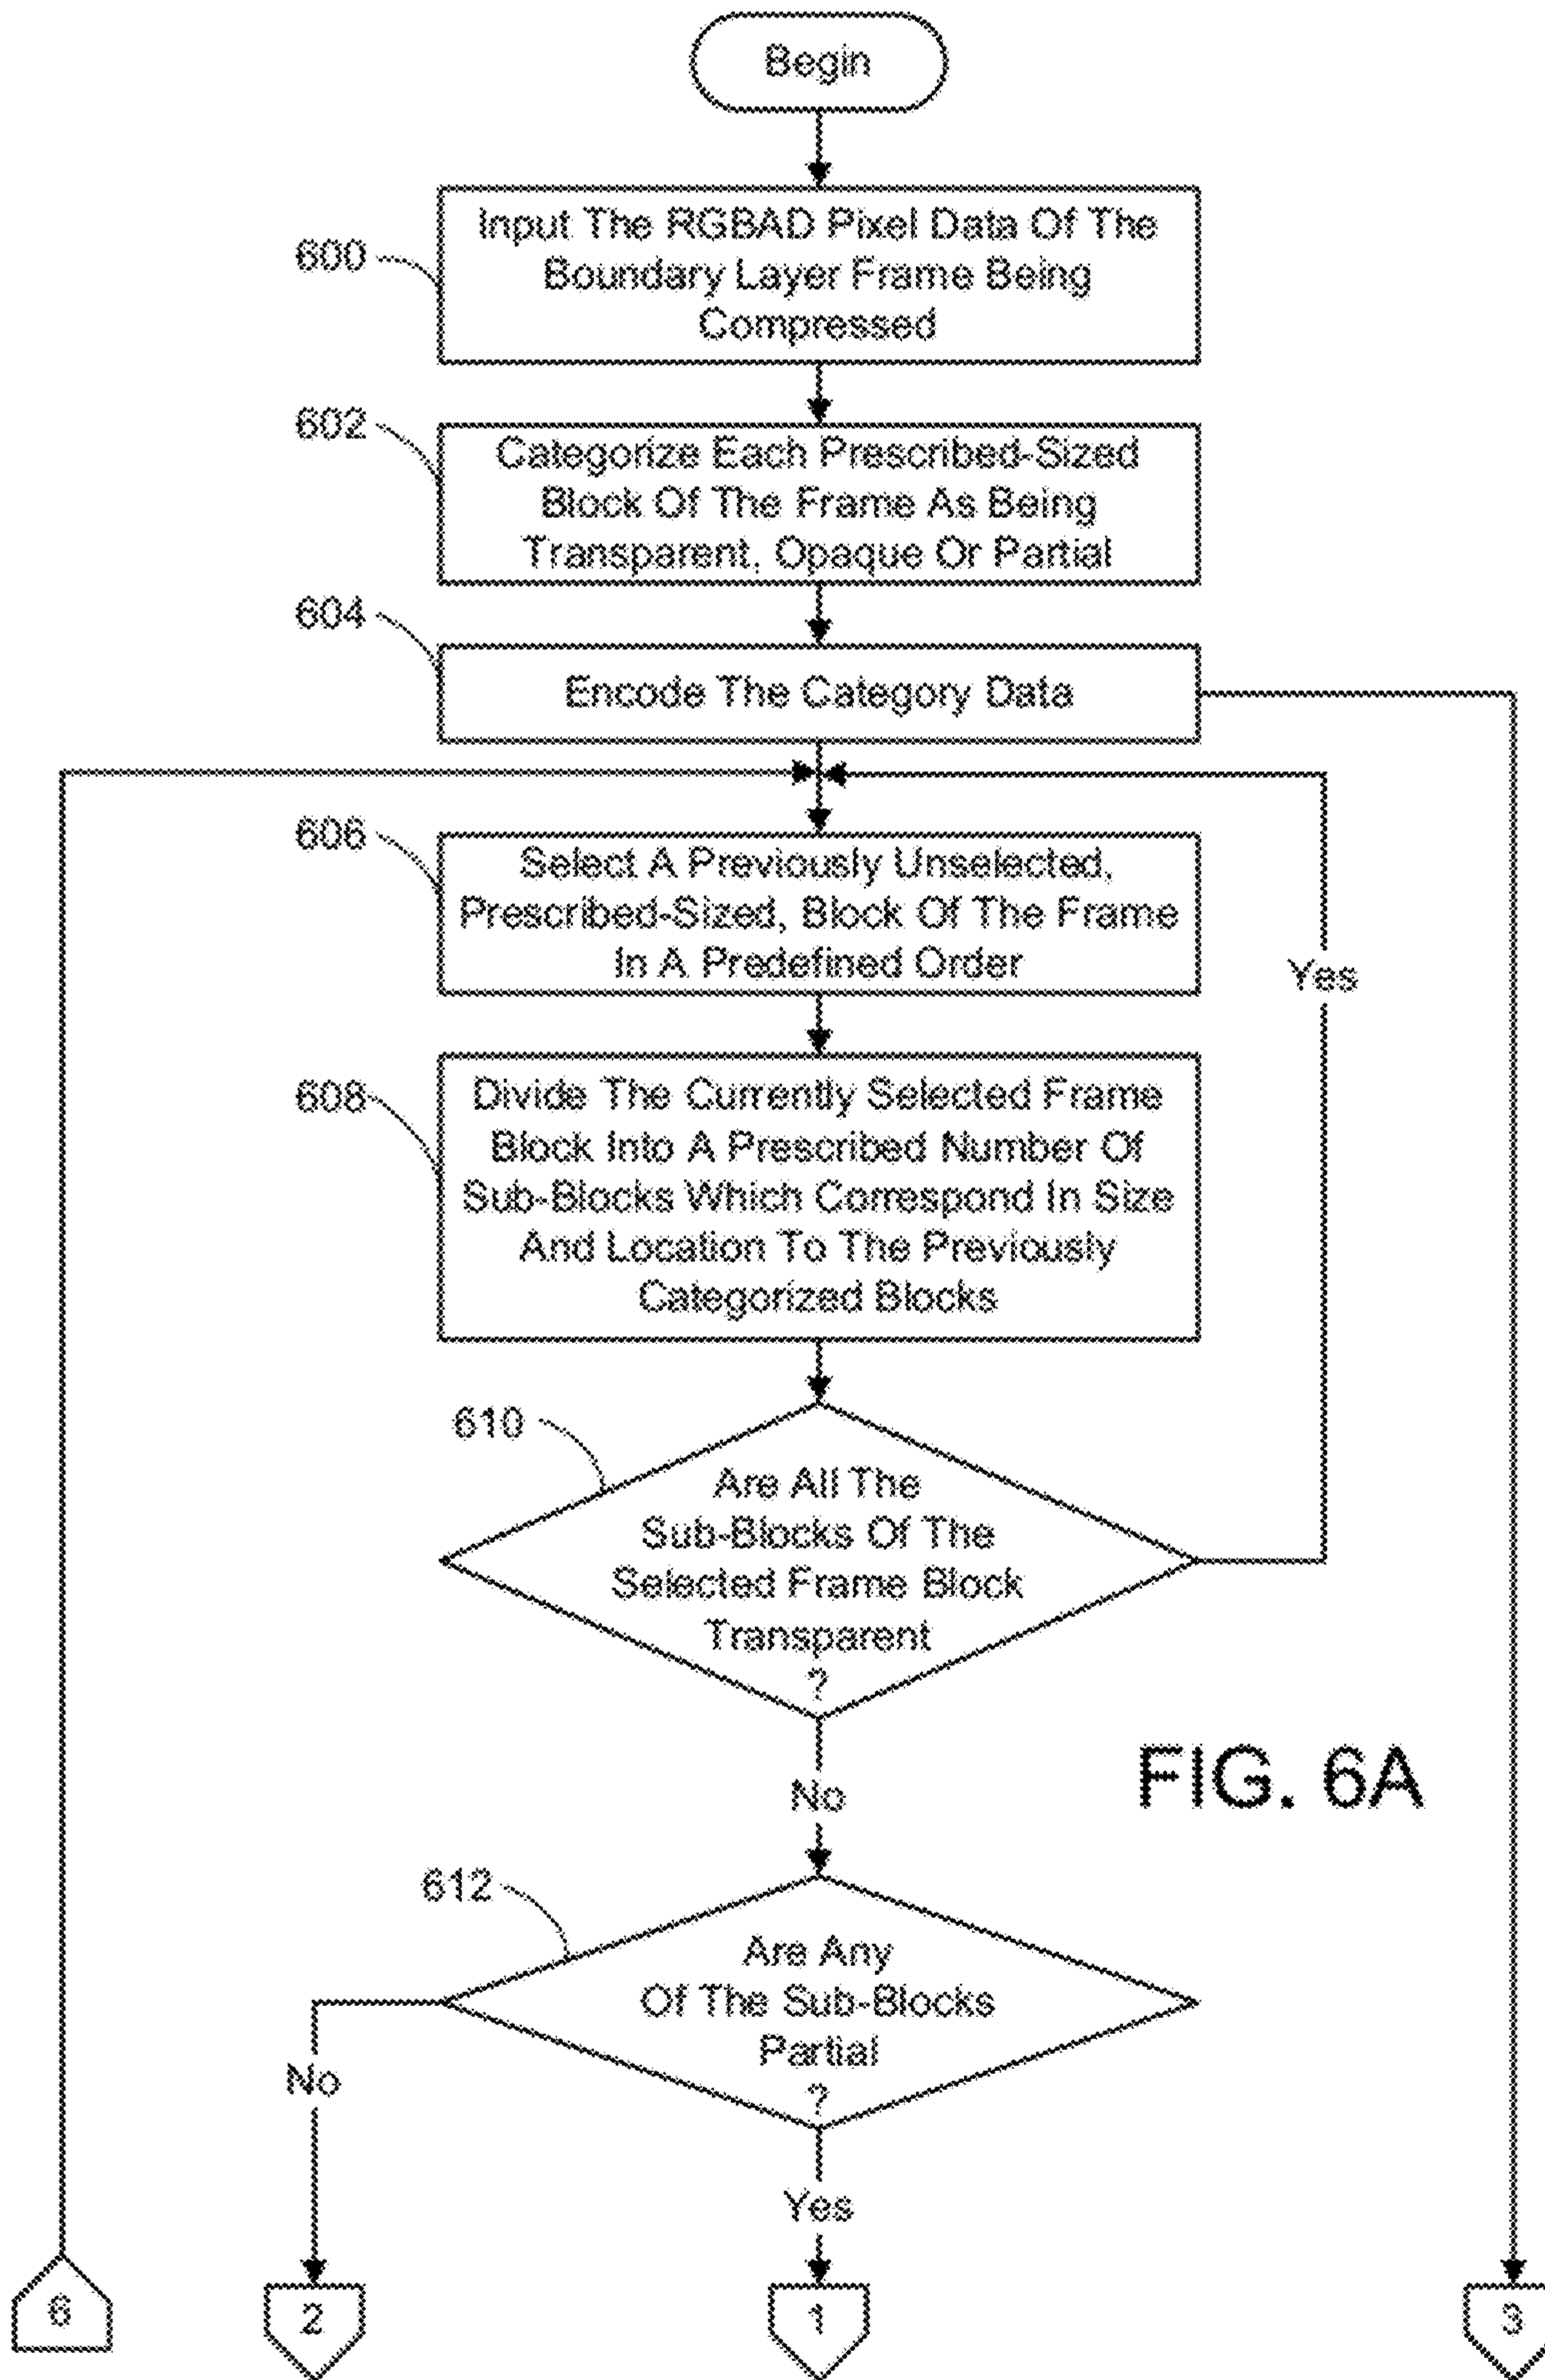 Begin
600
Input The RGBAD Pixel Data Of The
Boundary Layer Frame Being
Compressed
602
Categorize Each Prescribed-Sized
Block Of The Frame As Being
Transparent, Opaque Or Partial
604
Encode The Category Data
606
Select A Previously Unselected,
Prescribed-Sized, Block Of The Frame
In A Predefined Order
Yes
608
Divide The Currently Selected Frame
Block Into A Prescribed Number Of
Sub-Blocks Which Correspond In Size
And Location To The Previously
Categorized Blocks
610
Are All The
Sub-Blocks Of The
Selected Frame Block
Transparent
?
No
FIG. 6A
612
Are Any
Of The Sub-Blocks
Partial
?
No
Yes
6
2
1
3